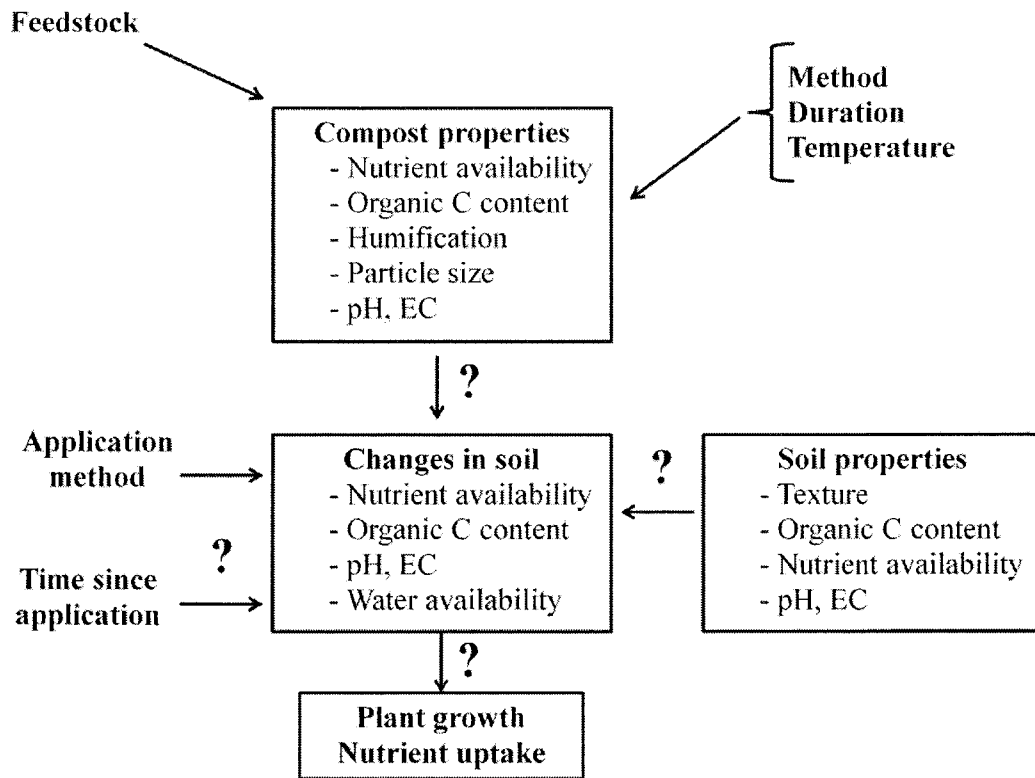 Feedstock
Method
Duration
Temperature
Compost properties
- Nutrient availability
- Organic C content
- Humification
- Particle size
- pH, EC
?
Application
method
Changes in soil
- Nutrient availability
- Organic C content
- pH, EC
- Water availability
?
Soil properties
- Texture
- Organic C content
- Nutrient availability
- pH, EC
?
Time since
application
?
Plant growth
Nutrient uptake